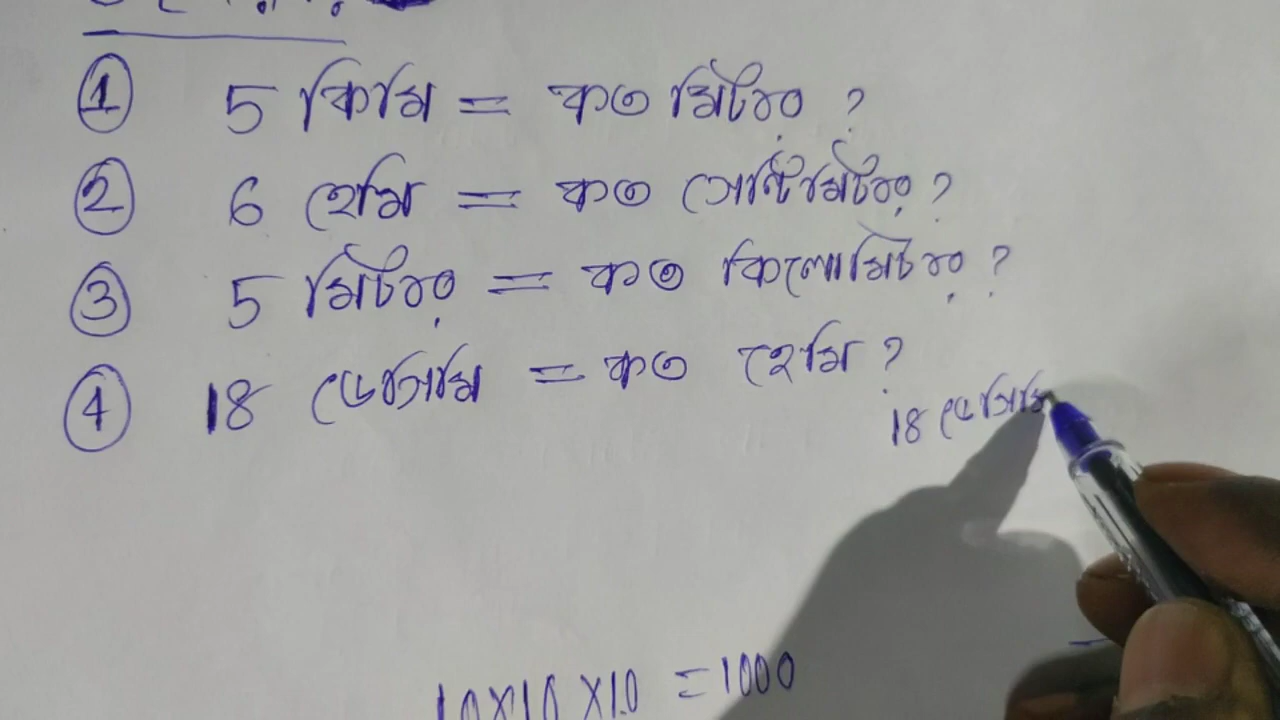 ① 5 কিমি = কত মিটার ?
② 6 হেমি = কত সেন্টিমিটার ?
③ 5 মিটার = কত কিলোমিটার ?
④ 18 ডেসিমি = কত হেমি ?
18 ডেসিমি
10×10×10 = 1000